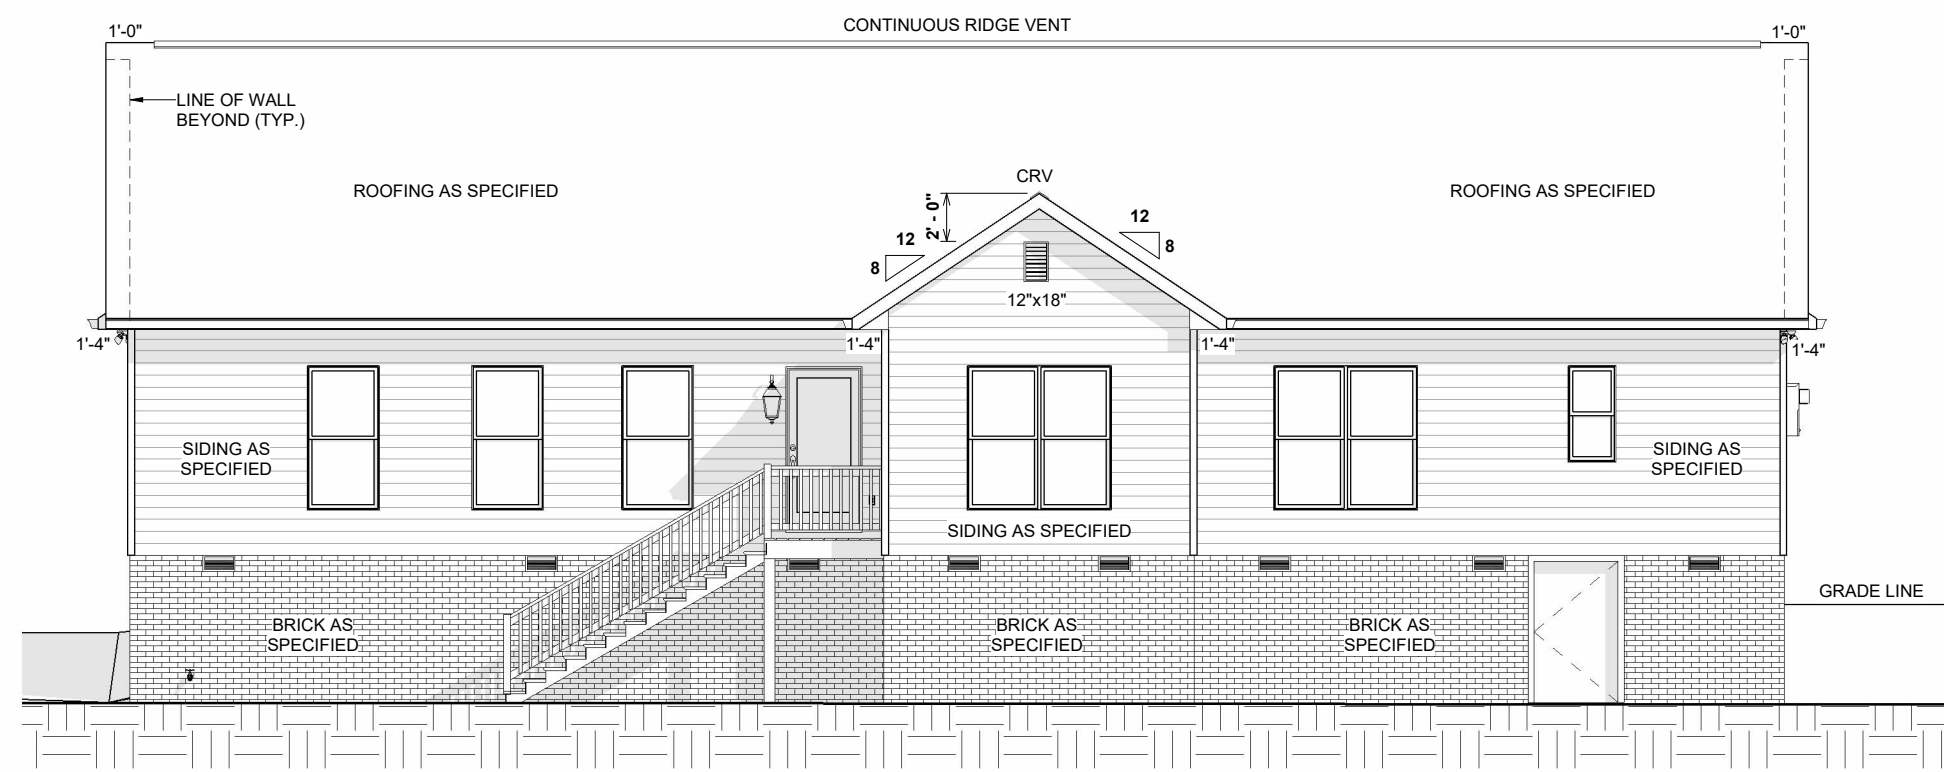 1'-0"
CONTINUOUS RIDGE VENT
1'-0"
LINE OF WALL
BEYOND (TYP.)
ROOFING AS SPECIFIED
CRV
ROOFING AS SPECIFIED
2' - 0"
12
8
12
8
12"x18"
1'-4"
1'-4"
1'-4"
1'-4"
SIDING AS
SPECIFIED
SIDING AS
SPECIFIED
SIDING AS SPECIFIED
GRADE LINE
BRICK AS
SPECIFIED
BRICK AS
SPECIFIED
BRICK AS
SPECIFIED